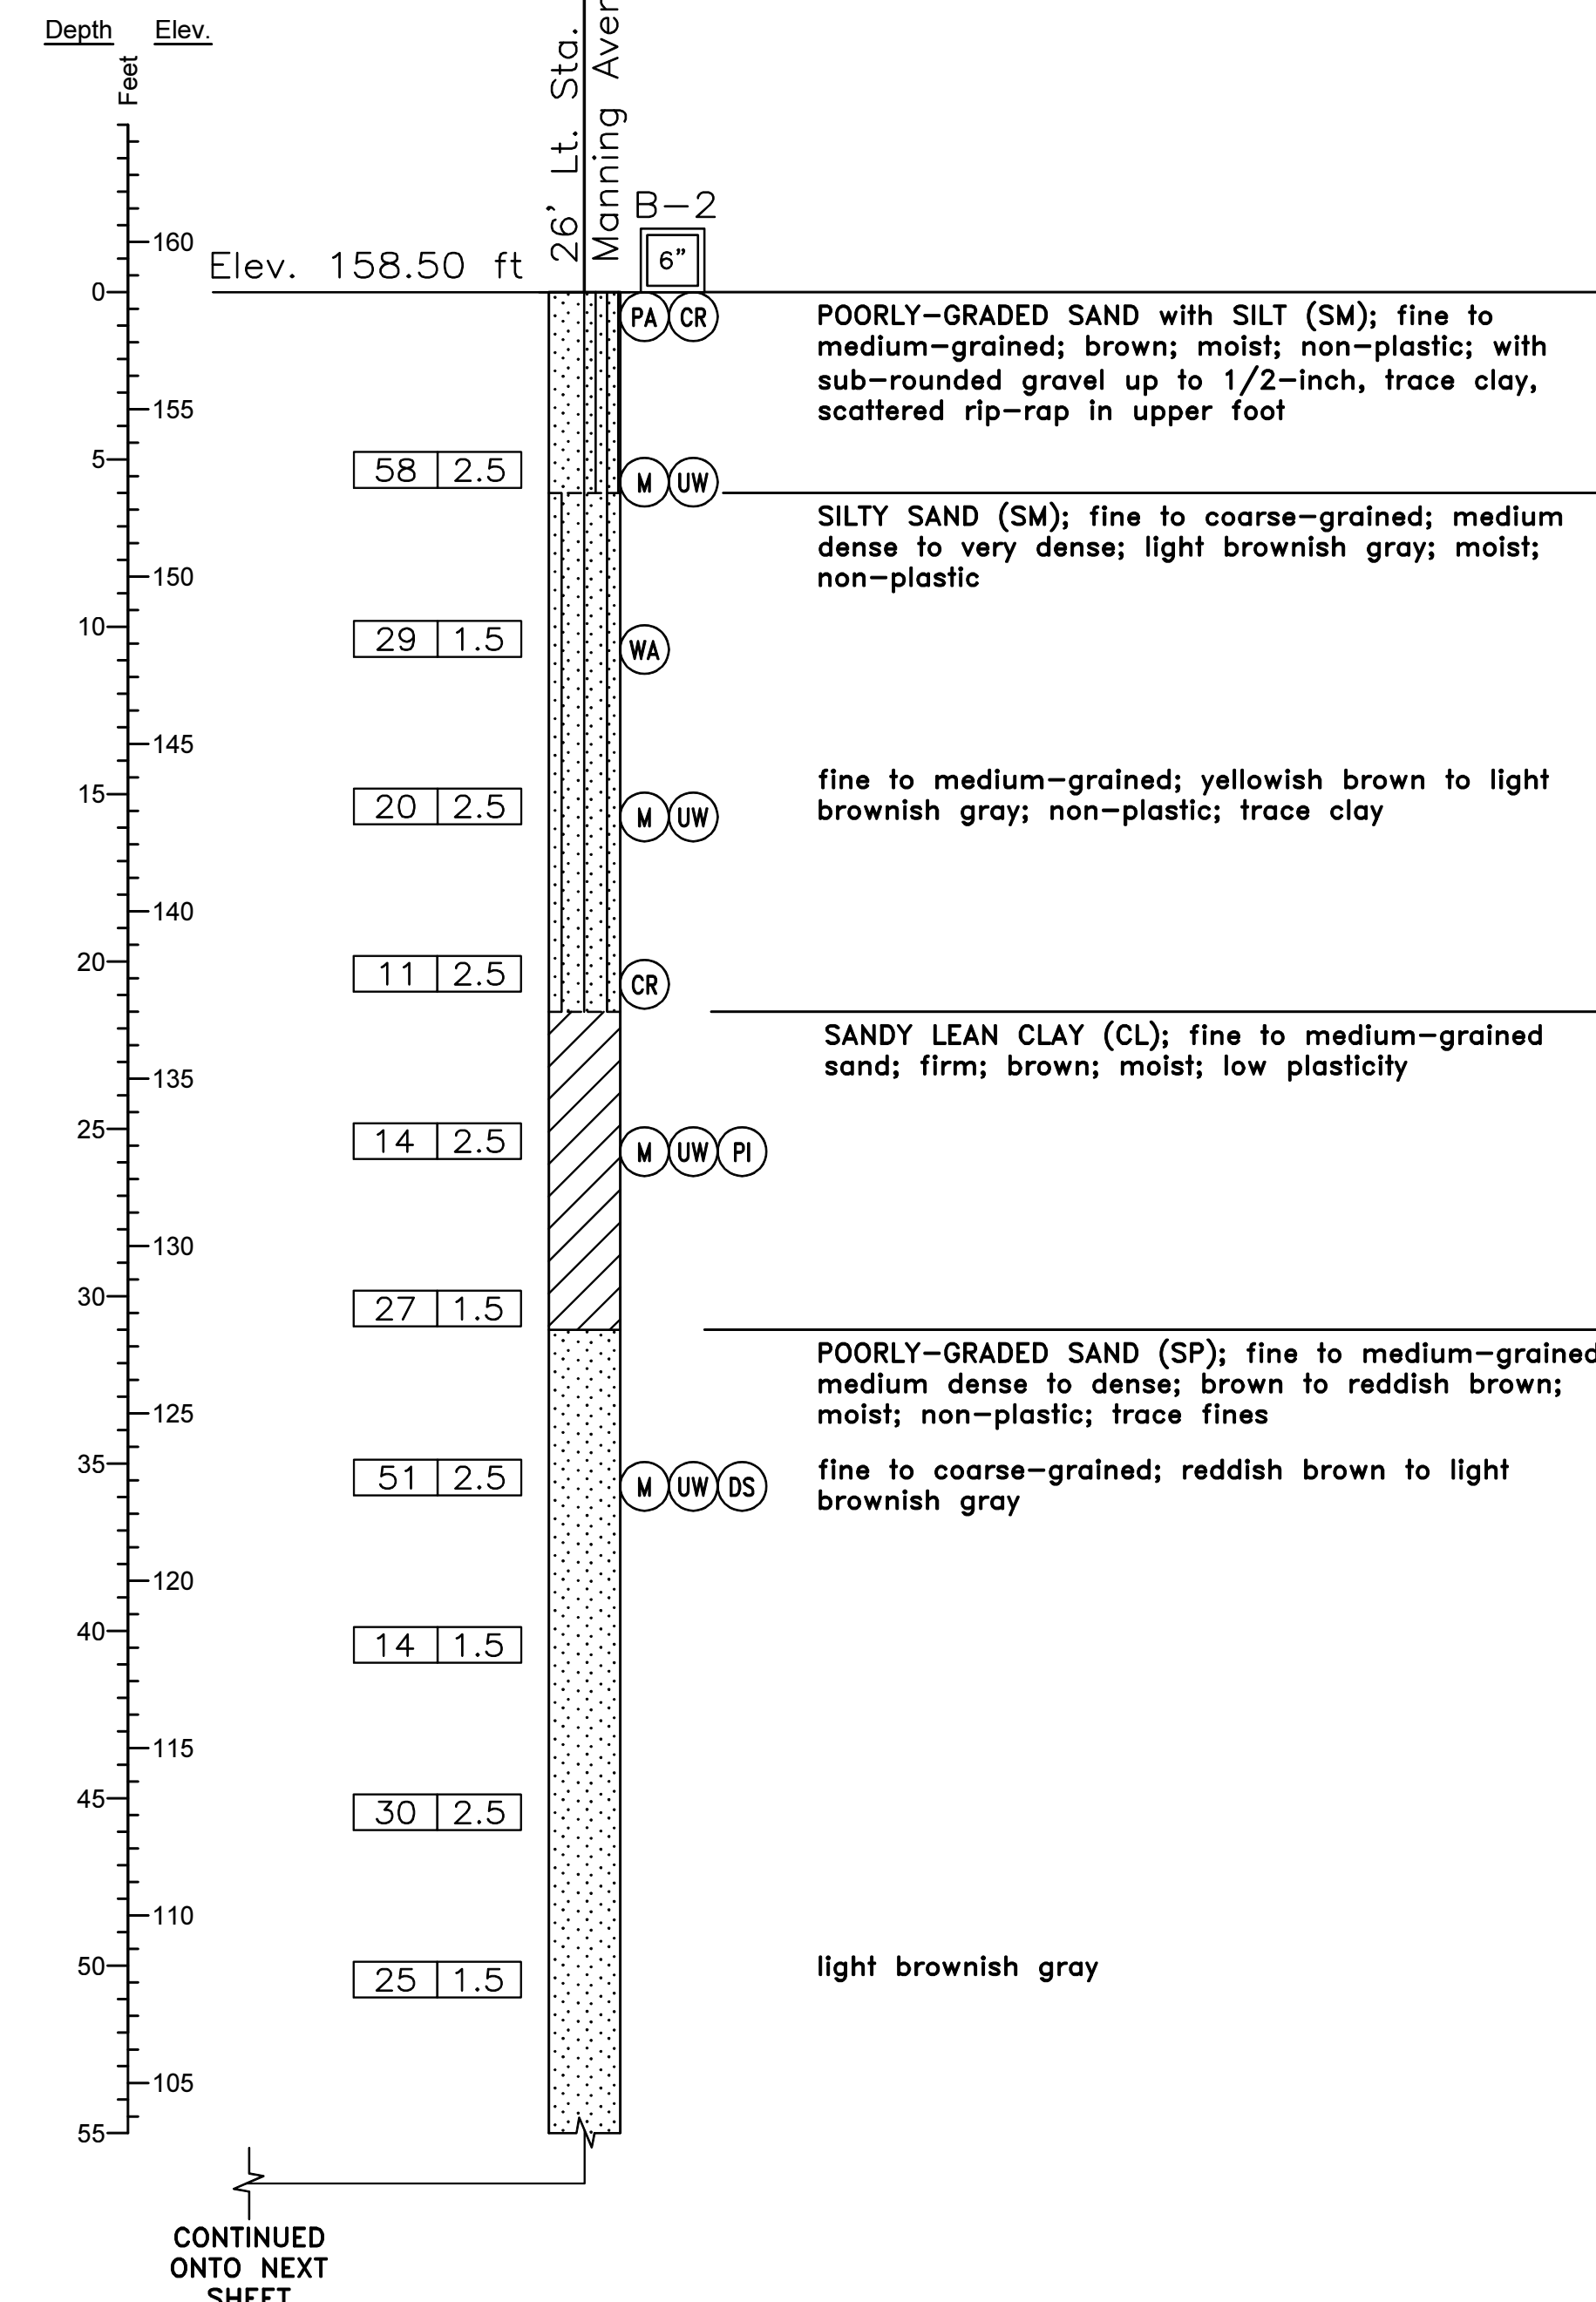 Depth Elev.
Feet
26' Lt. Sta.
Manning
B-2
6"
160
Elev. 158.50 ft
0
PA CR
POORLY-GRADED SAND with SILT (SM); fine to
medium-grained; brown; moist; non-plastic; with
sub-rounded gravel up to 1/2-inch, trace clay,
scattered rip-rap in upper foot
155
5
58 2.5
M UW
SILTY SAND (SM); fine to coarse-grained; medium
dense to very dense; light brownish gray; moist;
non-plastic
150
10
29 1.5
WA
145
15
20 2.5
M UW
fine to medium-grained; yellowish brown to light
brownish gray; non-plastic; trace clay
140
20
11 2.5
CR
SANDY LEAN CLAY (CL); fine to medium-grained
sand; firm; brown; moist; low plasticity
135
25
14 2.5
M UW PI
130
30
27 1.5
POORLY-GRADED SAND (SP); fine to medium-grained
medium dense to dense; brown to reddish brown;
moist; non-plastic; trace fines
125
35
51 2.5
M UW DS
fine to coarse-grained; reddish brown to light
brownish gray
120
40
14 1.5
115
45
30 2.5
110
50
25 1.5
light brownish gray
105
55
CONTINUED
ONTO NEXT
SHEET